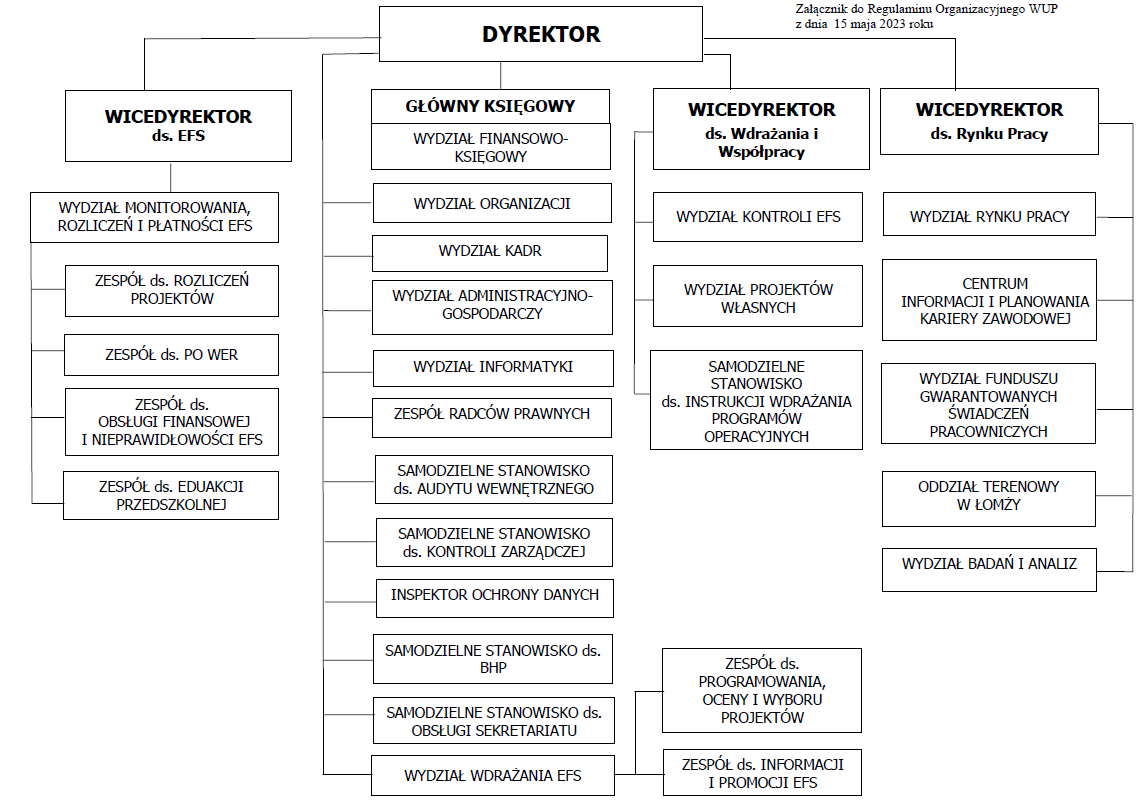 Załącznik do Regulaminu Organizacyjnego WUP
z dnia 15 maja 2023 roku
DYREKTOR
WICEDYREKTOR
ds. EFS
WYDZIAŁ MONITOROWANIA,
ROZLICZEŃ I PŁATNOŚCI EFS
ZESPÓŁ ds. ROZLICZEŃ
PROJEKTÓW
ZESPÓŁ ds. PO WER
ZESPÓŁ ds.
OBSŁUGI FINANSOWEJ
I NIEPRAWIDŁOWOŚCI EFS
ZESPÓŁ ds. EDUAKCJI
PRZEDSZKOLNEJ
GŁÓWNY KSIĘGOWY
WYDZIAŁ FINANSOWO-
KSIĘGOWY
WYDZIAŁ ORGANIZACJI
WYDZIAŁ KADR
WYDZIAŁ ADMINISTRACYJNO-
GOSPODARCZY
WYDZIAŁ INFORMATYKI
ZESPÓŁ RADCÓW PRAWNYCH
SAMODZIELNE STANOWISKO
ds. AUDYTU WEWNĘTRZNEGO
SAMODZIELNE STANOWISKO
ds. KONTROLI ZARZĄDCZEJ
INSPEKTOR OCHRONY DANYCH
SAMODZIELNE STANOWISKO ds.
BHP
SAMODZIELNE STANOWISKO ds.
OBSŁUGI SEKRETARIATU
WYDZIAŁ WDRAŻANIA EFS
ZESPÓŁ ds.
PROGRAMOWANIA,
OCENY I WYBORU
PROJEKTÓW
ZESPÓŁ ds. INFORMACJI
I PROMOCJI EFS
WICEDYREKTOR
ds. Wdrażania i
Współpracy
WYDZIAŁ KONTROLI EFS
WYDZIAŁ PROJEKTÓW
WŁASNYCH
SAMODZIELNE
STANOWISKO
ds. INSTRUKCJI WDRAŻANIA
PROGRAMÓW
OPERACYJNYCH
WICEDYREKTOR
ds. Rynku Pracy
WYDZIAŁ RYNKU PRACY
CENTRUM
INFORMACJI I PLANOWANIA
KARIERY ZAWODOWEJ
WYDZIAŁ FUNDUSZU
GWARANTOWANYCH
ŚWIADCZEŃ
PRACOWNICZYCH
ODDZIAŁ TERENOWY
W ŁOMŻY
WYDZIAŁ BADAŃ I ANALIZ